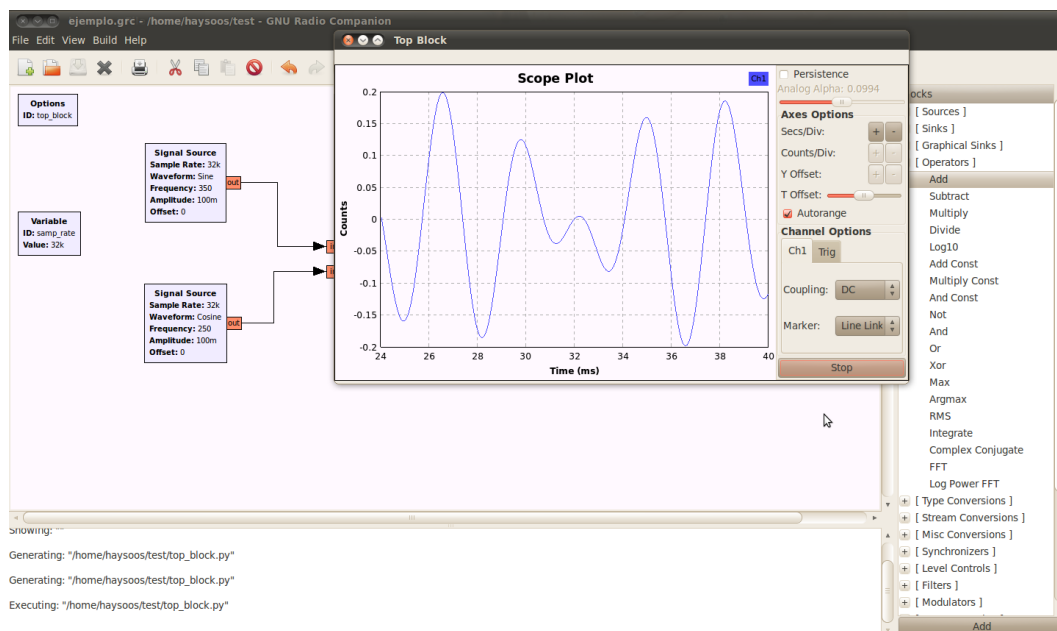 ejemplo.grc - /home/haysoos/test - GNU Radio Companion
File Edit View Build Help
Options
ID: top_block
Variable
ID: samp_rate
Value: 32k
Signal Source
Sample Rate: 32k
Waveform: Sine
Frequency: 350
Amplitude: 100m
Offset: 0
out
Signal Source
Sample Rate: 32k
Waveform: Cosine
Frequency: 250
Amplitude: 100m
Offset: 0
out
Top Block
Scope Plot
Ch1
Counts
0.2
0.15
0.1
0.05
0
-0.05
-0.1
-0.15
-0.2
24 26 28 30 32 34 36 38 40
Time (ms)
Persistence
Analog Alpha: 0.0994
Axes Options
Secs/Div: + -
Counts/Div: + -
Y Offset: + -
T Offset:
Autorange
Channel Options
Ch1 Trig
Coupling: DC
Marker: Line Link
Stop
[ Sources ]
[ Sinks ]
[ Graphical Sinks ]
[ Operators ]
Add
Subtract
Multiply
Divide
Log10
Add Const
Multiply Const
And Const
Not
And
Or
Xor
Max
Argmax
RMS
Integrate
Complex Conjugate
FFT
Log Power FFT
+ [ Type Conversions ]
+ [ Stream Conversions ]
+ [ Misc Conversions ]
+ [ Synchronizers ]
+ [ Level Controls ]
+ [ Filters ]
+ [ Modulators ]
Add
Showing: ""
Generating: "/home/haysoos/test/top_block.py"
Generating: "/home/haysoos/test/top_block.py"
Executing: "/home/haysoos/test/top_block.py"